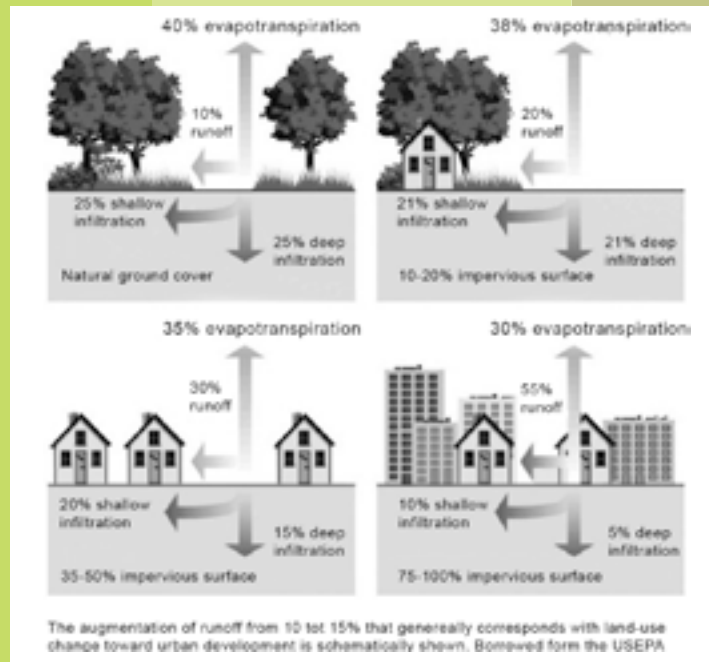 40% evapotranspiration
10%
runoff
25% shallow
infiltration
25% deep
infiltration
Natural ground cover
38% evapotranspiration
20%
runoff
21% shallow
infiltration
21% deep
infiltration
10-20% impervious surface
35% evapotranspiration
30%
runoff
20% shallow
infiltration
15% deep
infiltration
35-50% impervious surface
30% evapotranspiration
55%
runoff
10% shallow
infiltration
5% deep
infiltration
75-100% impervious surface
The augmentation of runoff from 10 tot 15% that genereally corresponds with land-use
change toward urban development is schematically shown. Borrowed form the USEPA